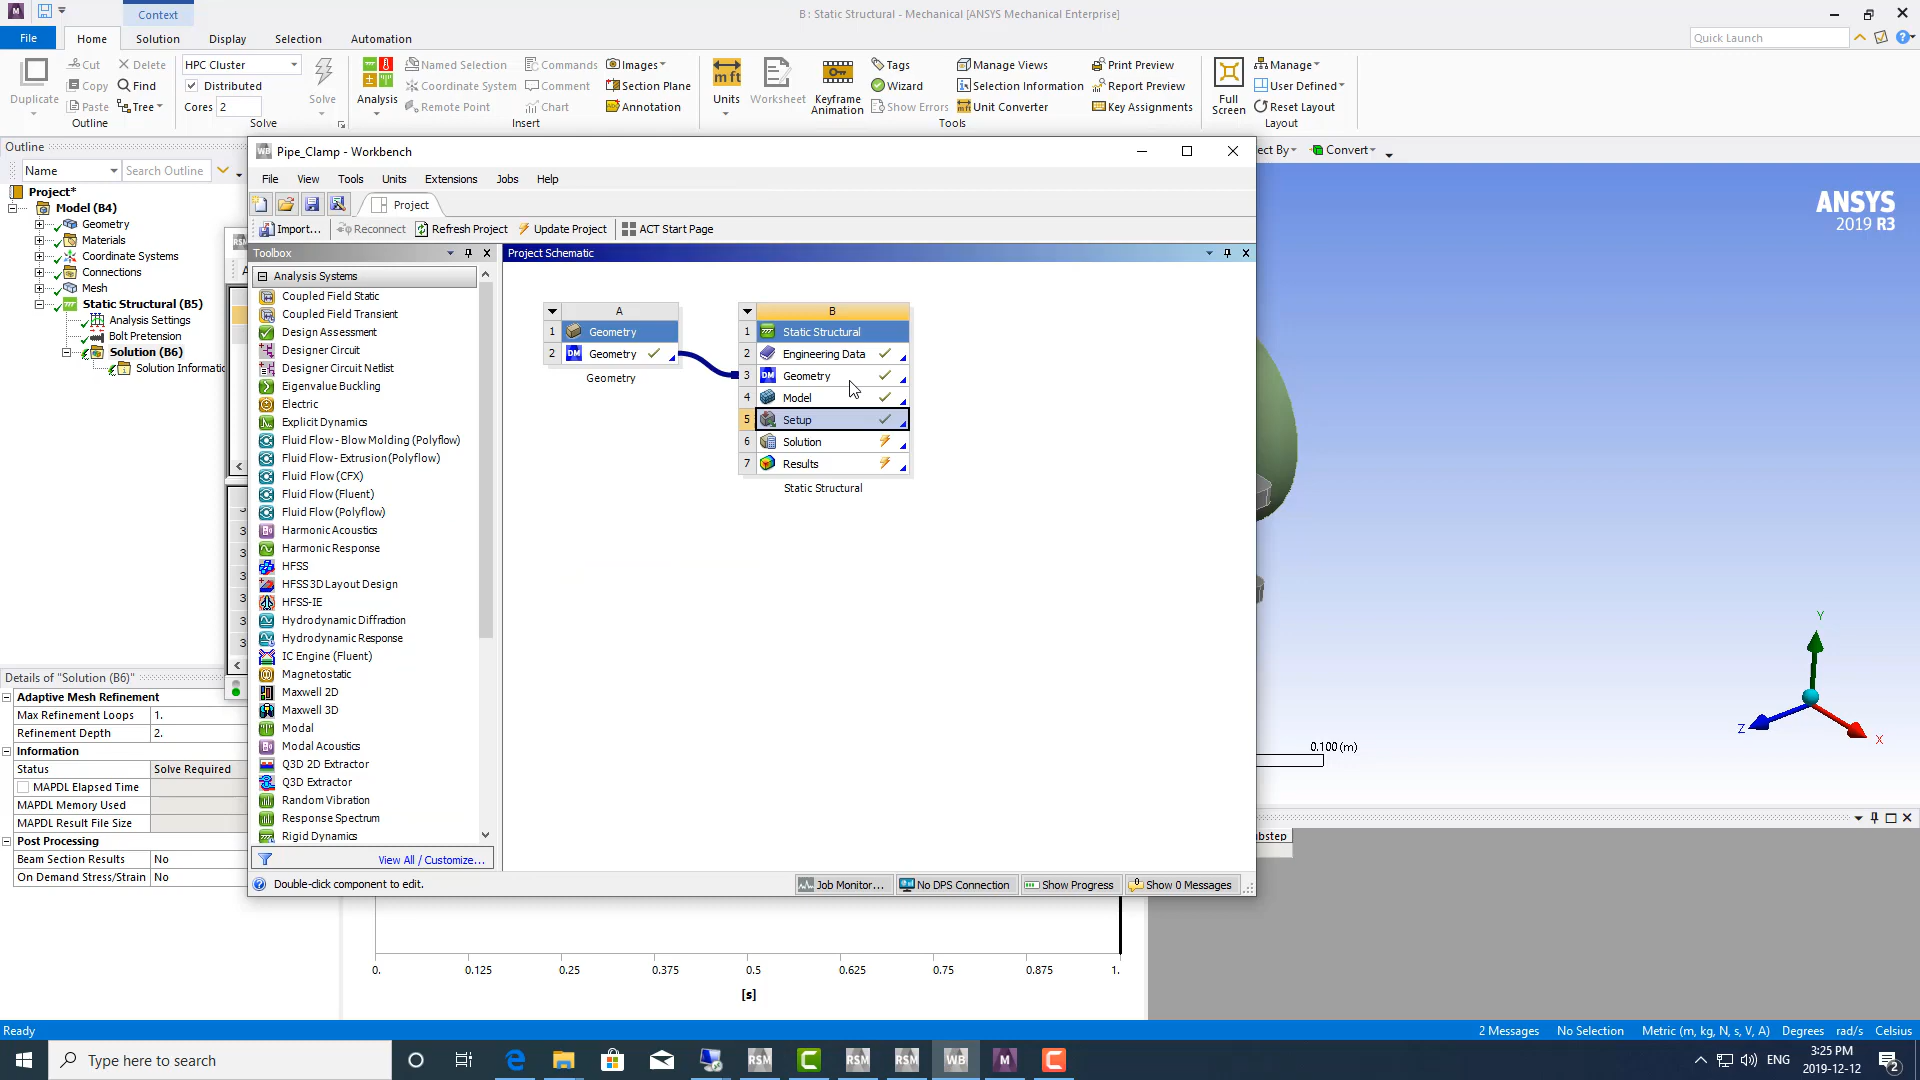 Context
B : Static Structural - Mechanical [ANSYS Mechanical Enterprise]
File
Home
Solution
Display
Selection
Automation
Quick Launch
Duplicate
Cut
Delete
Copy
Find
Paste
Tree
Outline
HPC Cluster
Distributed
Cores 2
Solve
Solve
Analysis
Named Selection
Coordinate System
Remote Point
Commands
Comment
Chart
Images
Section Plane
Annotation
Insert
mft
Units
Worksheet
Keyframe
Animation
Tags
Wizard
Show Errors
Manage Views
Selection Information
Unit Converter
Print Preview
Report Preview
Key Assignments
Tools
Full
Screen
Manage
User Defined
Reset Layout
Layout
Outline
Name
Search Outline
ect By
Convert
Project*
Model (B4)
Geometry
Materials
Coordinate Systems
Connections
Mesh
Static Structural (B5)
Analysis Settings
Bolt Pretension
Solution (B6)
Solution Informatic
Pipe_Clamp - Workbench
File
View
Tools
Units
Extensions
Jobs
Help
Project
Import...
Reconnect
Refresh Project
Update Project
ACT Start Page
Toolbox
Project Schematic
Analysis Systems
Coupled Field Static
Coupled Field Transient
Design Assessment
Designer Circuit
Designer Circuit Netlist
Eigenvalue Buckling
Electric
Explicit Dynamics
Fluid Flow - Blow Molding (Polyflow)
Fluid Flow - Extrusion (Polyflow)
Fluid Flow (CFX)
Fluid Flow (Fluent)
Fluid Flow (Polyflow)
Harmonic Acoustics
Harmonic Response
HFSS
HFSS 3D Layout Design
HFSS-IE
Hydrodynamic Diffraction
Hydrodynamic Response
IC Engine (Fluent)
Magnetostatic
Maxwell 2D
Maxwell 3D
Modal
Modal Acoustics
Q3D 2D Extractor
Q3D Extractor
Random Vibration
Response Spectrum
Rigid Dynamics
View All / Customize...
A
1 Geometry
2 DM Geometry
Geometry
B
1 Static Structural
2 Engineering Data
3 DM Geometry
4 Model
5 Setup
6 Solution
7 Results
Static Structural
Double-click component to edit.
Job Monitor...
No DPS Connection
Show Progress
Show 0 Messages
ANSYS
2019 R3
Y
Z
X
0.100 (m)
bstep
Details of "Solution (B6)"
Adaptive Mesh Refinement
Max Refinement Loops 1.
Refinement Depth 2.
Information
Status Solve Required
MAPDL Elapsed Time
MAPDL Memory Used
MAPDL Result File Size
Post Processing
Beam Section Results No
On Demand Stress/Strain No
0. 0.125 0.25 0.375 0.5 0.625 0.75 0.875 1.
[s]
Ready
2 Messages
No Selection
Metric (m, kg, N, s, V, A)
Degrees
rad/s
Celsius
Type here to search
RSM
RSM
RSM
WB
M
ENG
3:25 PM
2019-12-12
2